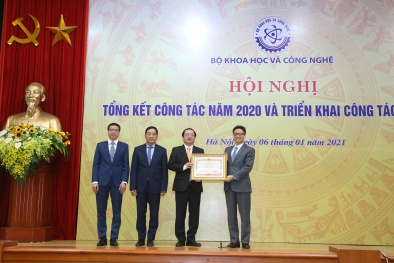 BỘ KHOA HỌC VÀ CÔNG NGHỆ
HỘI NGHỊ
TỔNG KẾT CÔNG TÁC NĂM 2020 VÀ TRIỂN KHAI CÔNG TÁC
Hà Nội, ngày 06 tháng 01 năm 2021